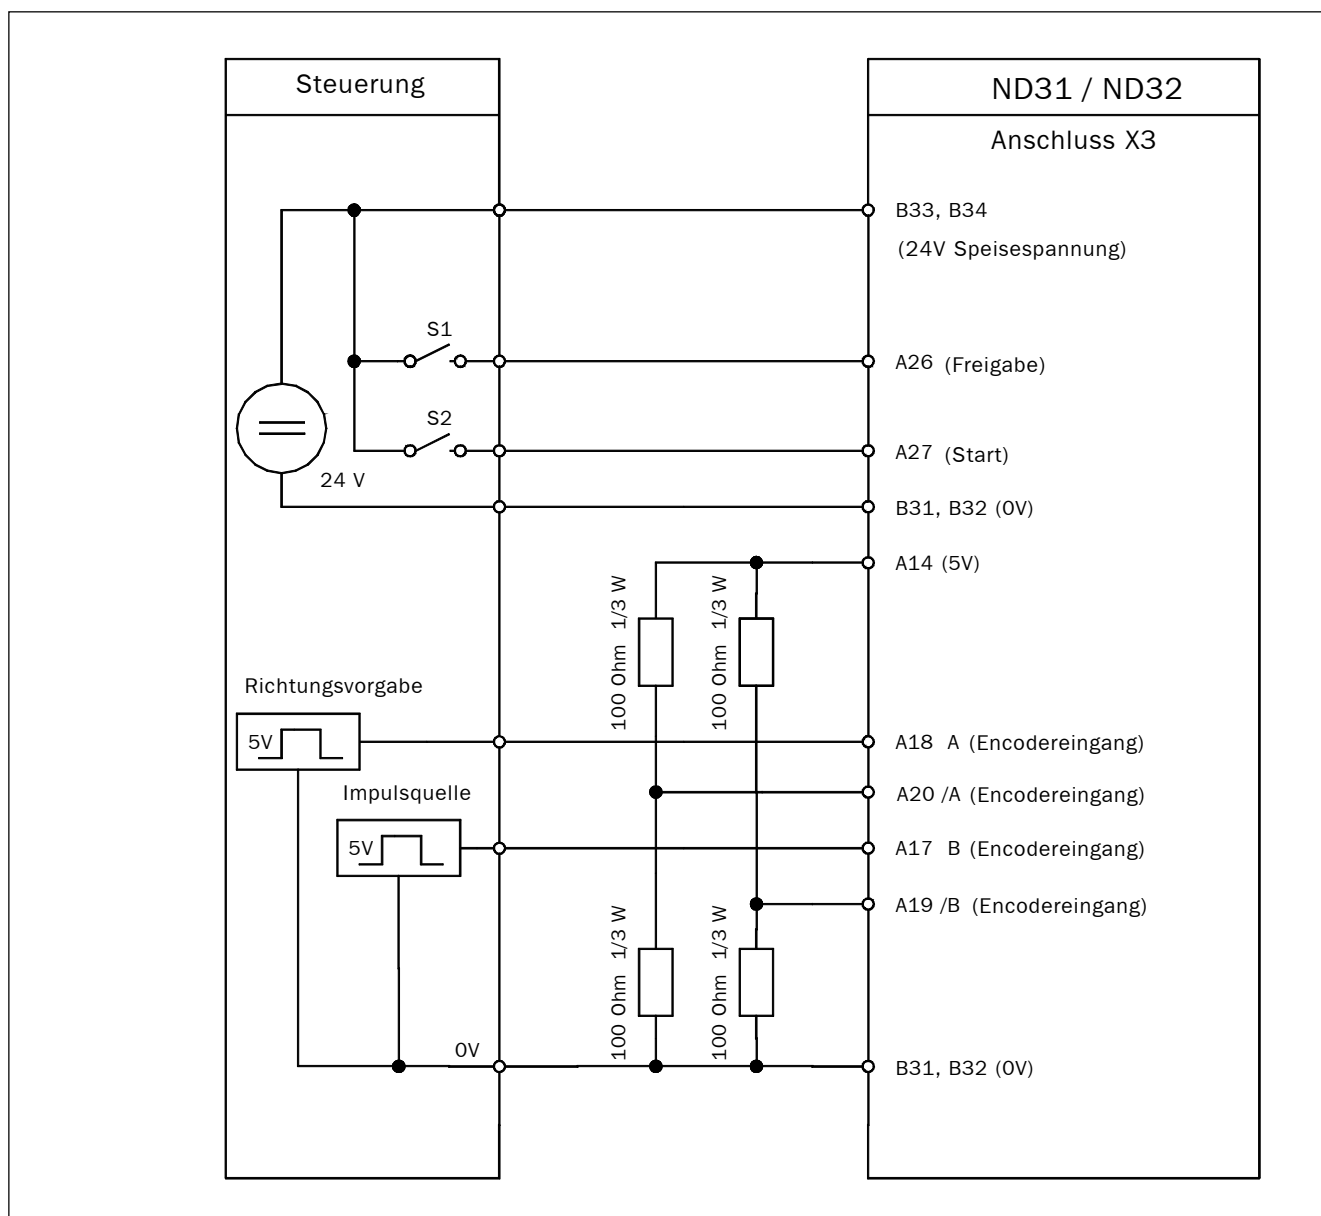 Steuerung
ND31 / ND32
Anschluss X3
B33, B34
(24V Speisespannung)
S1
A26 (Freigabe)
S2
A27 (Start)
24 V
B31, B32 (0V)
A14 (5V)
100 Ohm 1/3 W
100 Ohm 1/3 W
Richtungsvorgabe
5V
A18 A (Encodereingang)
Impulsquelle
A20 /A (Encodereingang)
5V
A17 B (Encodereingang)
A19 /B (Encodereingang)
100 Ohm 1/3 W
100 Ohm 1/3 W
0V
B31, B32 (0V)